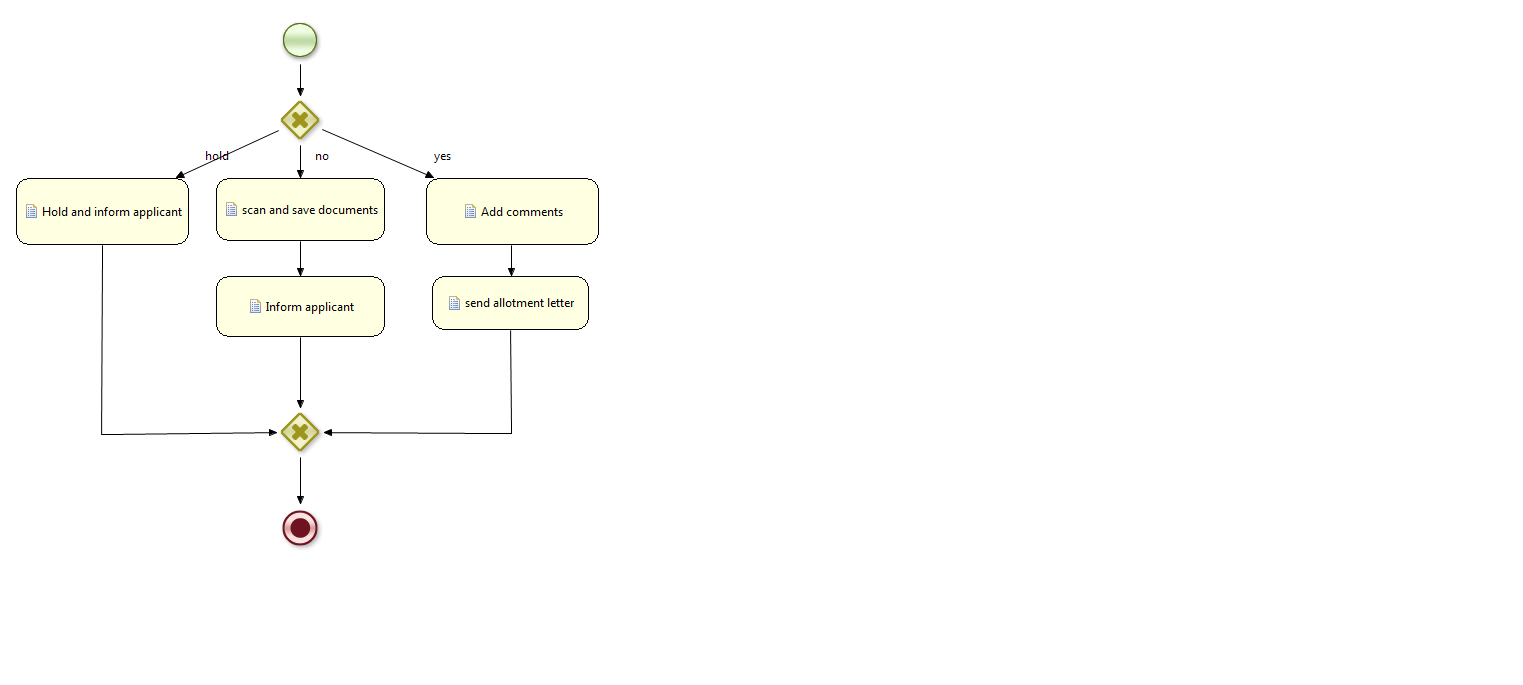 hold
no
yes
Hold and inform applicant
scan and save documents
Add comments
Inform applicant
send allotment letter